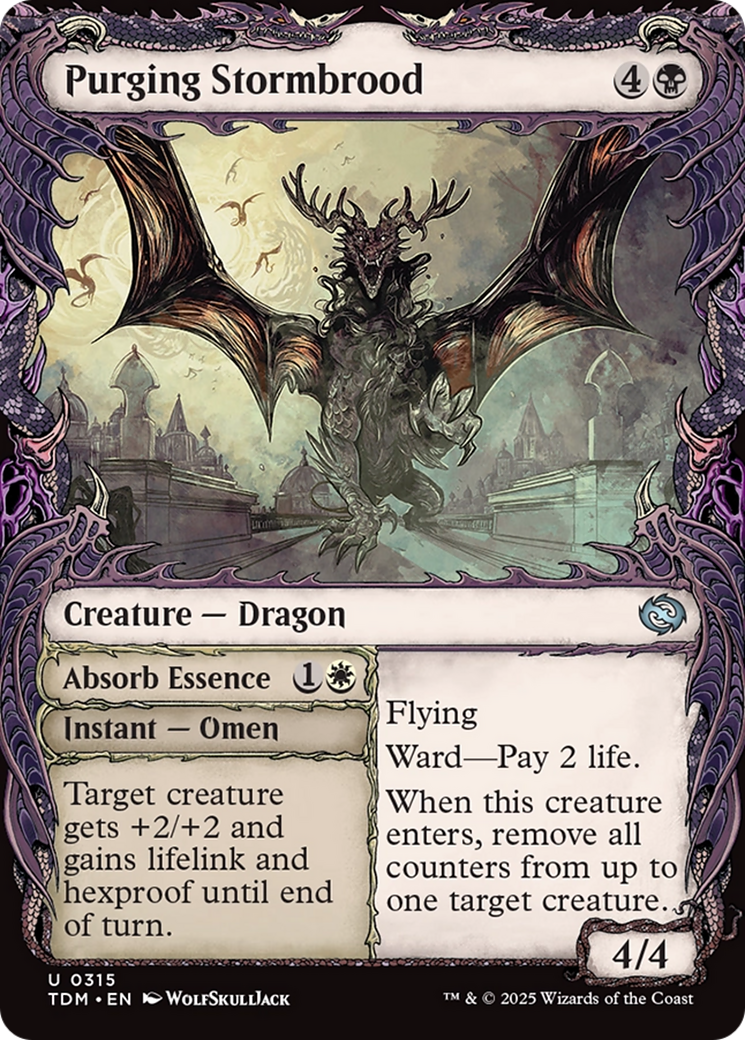 Purging Stormbrood 4
Creature — Dragon
Absorb Essence 1
Instant — Omen
Target creature
gets +2/+2 and
gains lifelink and
hexproof until end
of turn.
Flying
Ward—Pay 2 life.
When this creature
enters, remove all
counters from up to
one target creature.
4/4
U 0315
TDM • EN WolfSkullJack
™ & © 2025 Wizards of the Coast